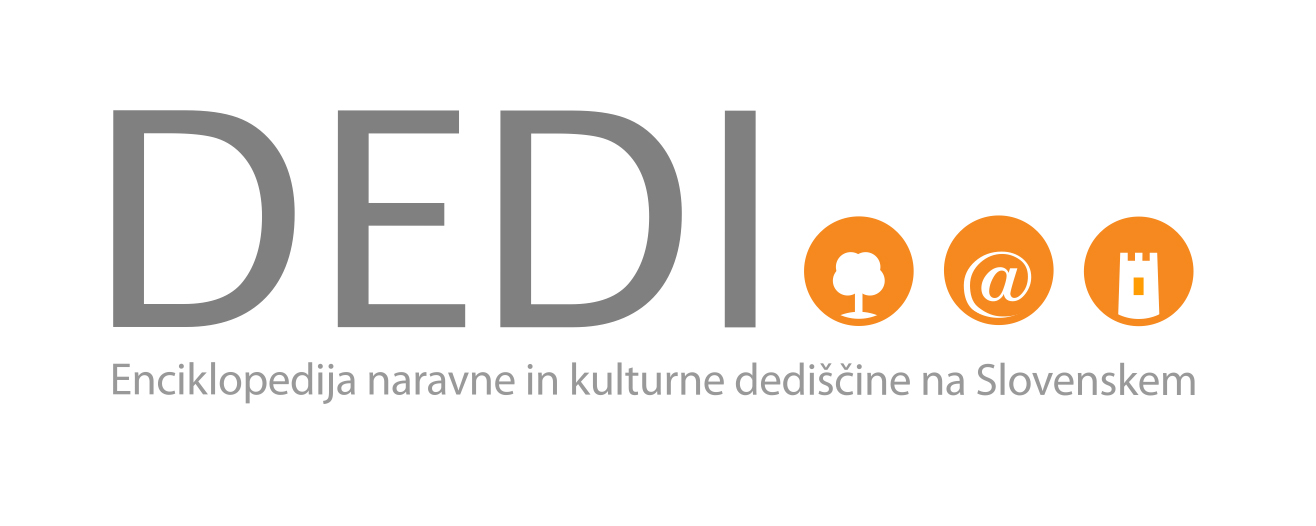 DEDI
@
Enciklopedija naravne in kulturne dediščine na Slovenskem